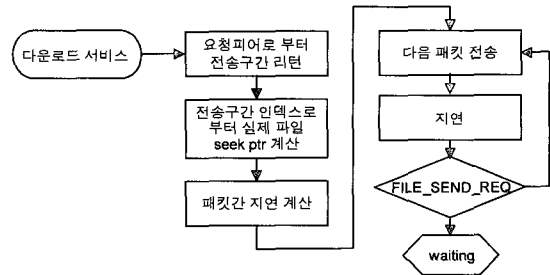 다운로드 서비스
요청피어로 부터
전송구간 리턴
전송구간 인덱스로
부터 실제 파일
seek ptr 계산
패킷간 지연 계산
다음 패킷 전송
지연
FILE_SEND_REQ
waiting